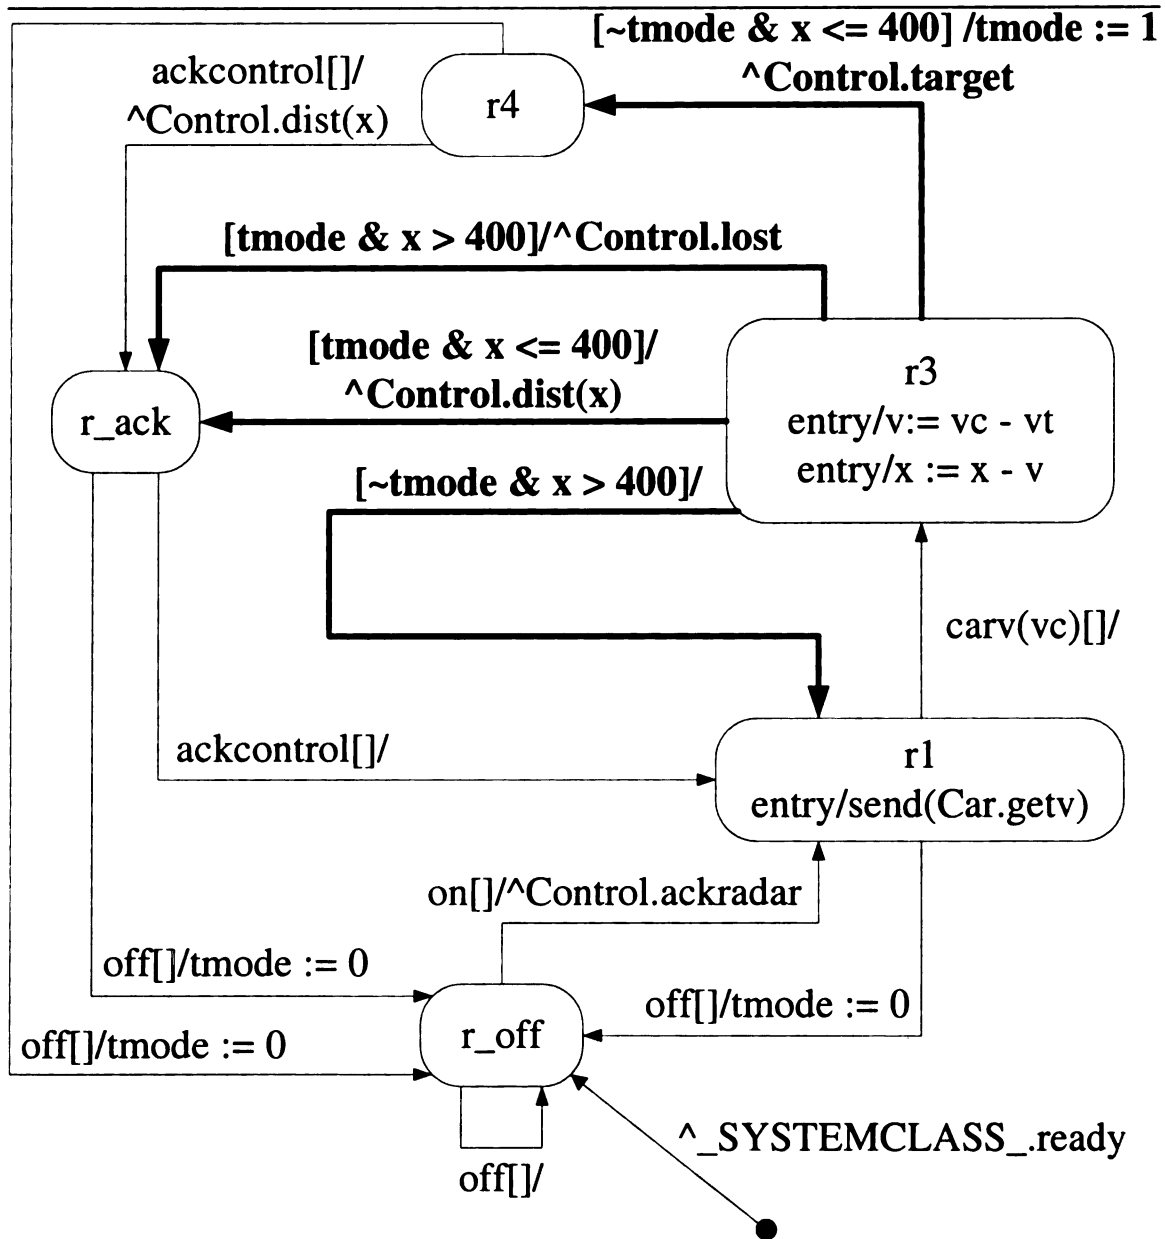 [~tmode & x <= 400] /tmode := 1
^Control.target
ackcontrol[]/
^Control.dist(x)
r4
[tmode & x > 400]/^Control.lost
[tmode & x <= 400]/
^Control.dist(x)
r3
entry/v:= vc - vt
entry/x := x - v
r_ack
[~tmode & x > 400]/
carv(vc)[]/
ackcontrol[]/
r1
entry/send(Car.getv)
on[]/^Control.ackradar
off[]/tmode := 0
off[]/tmode := 0
r_off
off[]/tmode := 0
^_SYSTEMCLASS_.ready
off[]/